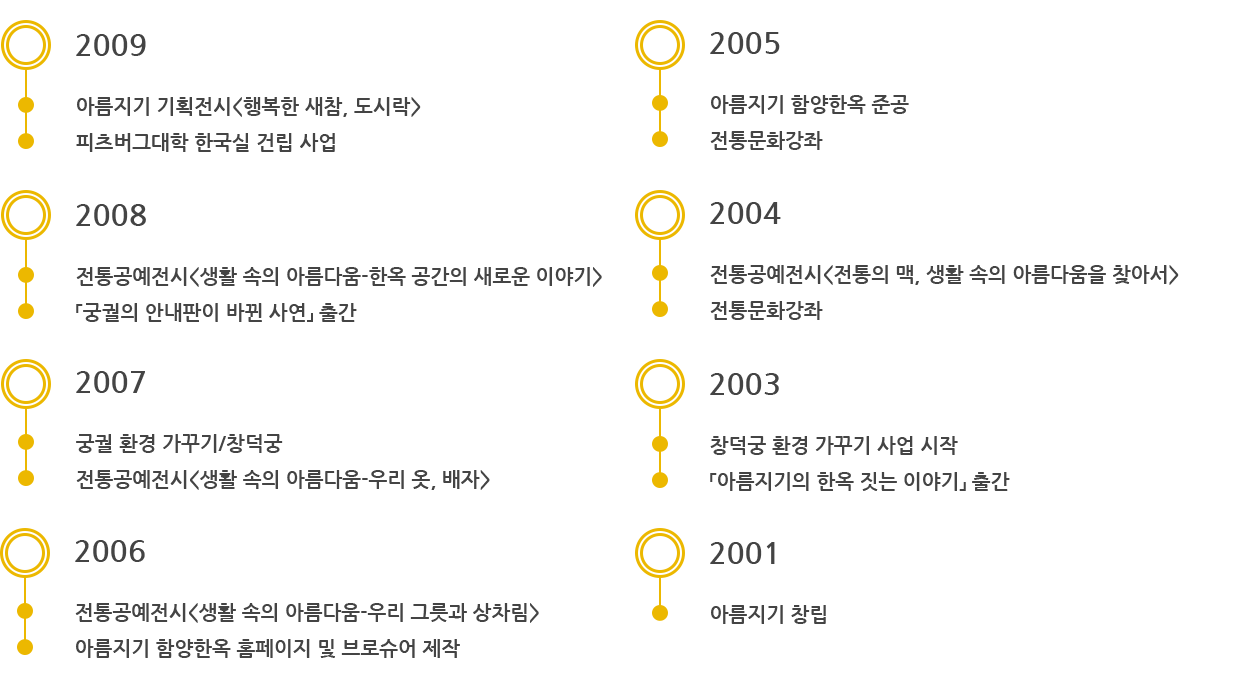 2009
아름지기 기획전시<행복한 새참, 도시락>
피츠버그대학 한국실 건립 사업
2008
전통공예전시<생활 속의 아름다움-한옥 공간의 새로운 이야기>
「궁궐의 안내판이 바뀐 사연」 출간
2007
궁궐 환경 가꾸기/창덕궁
전통공예전시<생활 속의 아름다움-우리 옷, 배자>
2006
전통공예전시<생활 속의 아름다움-우리 그릇과 상차림>
아름지기 함양한옥 홈페이지 및 브로슈어 제작
2005
아름지기 함양한옥 준공
전통문화강좌
2004
전통공예전시<전통의 맥, 생활 속의 아름다움을 찾아서>
전통문화강좌
2003
창덕궁 환경 가꾸기 사업 시작
「아름지기의 한옥 짓는 이야기」 출간
2001
아름지기 창립